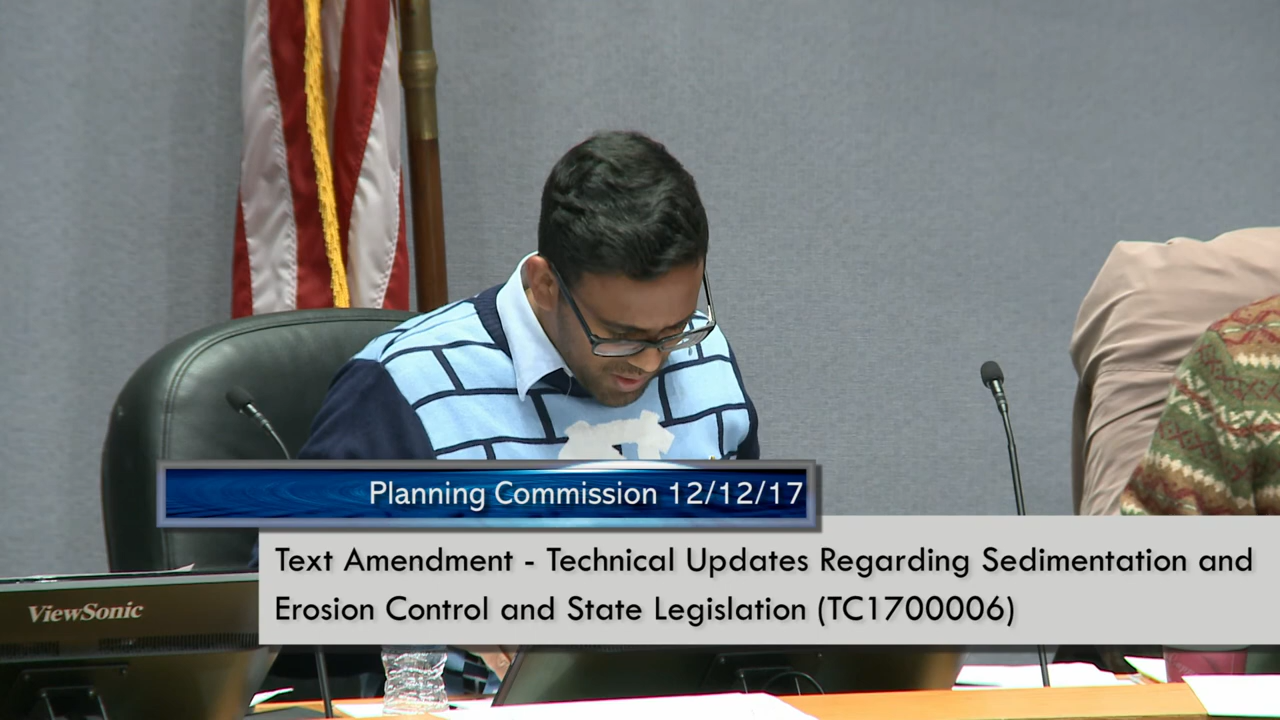 Planning Commission 12/12/17
Text Amendment - Technical Updates Regarding Sedimentation and
Erosion Control and State Legislation (TC1700006)
ViewSonic